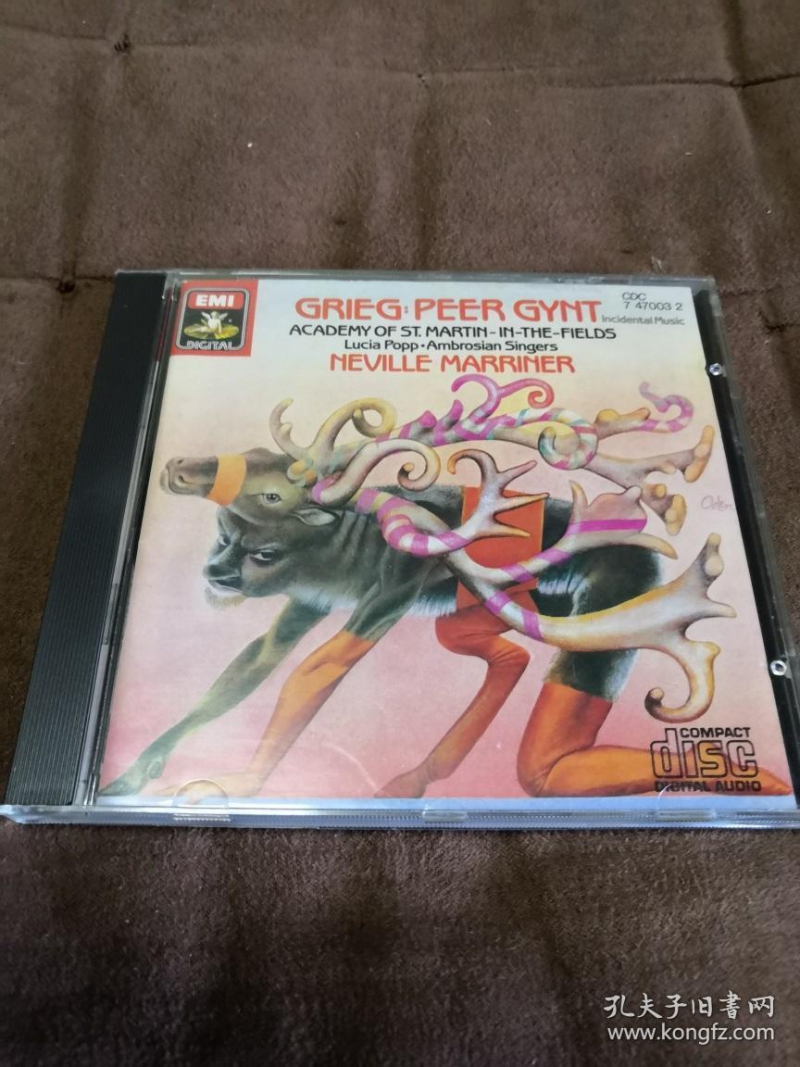 EMI
DIGITAL
GRIEG: PEER GYNT
CDC
7 47003 2
Incidental Music
ACADEMY OF ST. MARTIN-IN-THE-FIELDS
Lucia Popp • Ambrosian Singers
NEVILLE MARRINER
COMPACT
disc
DIGITAL AUDIO
孔夫子旧書网
www.kongfz.com